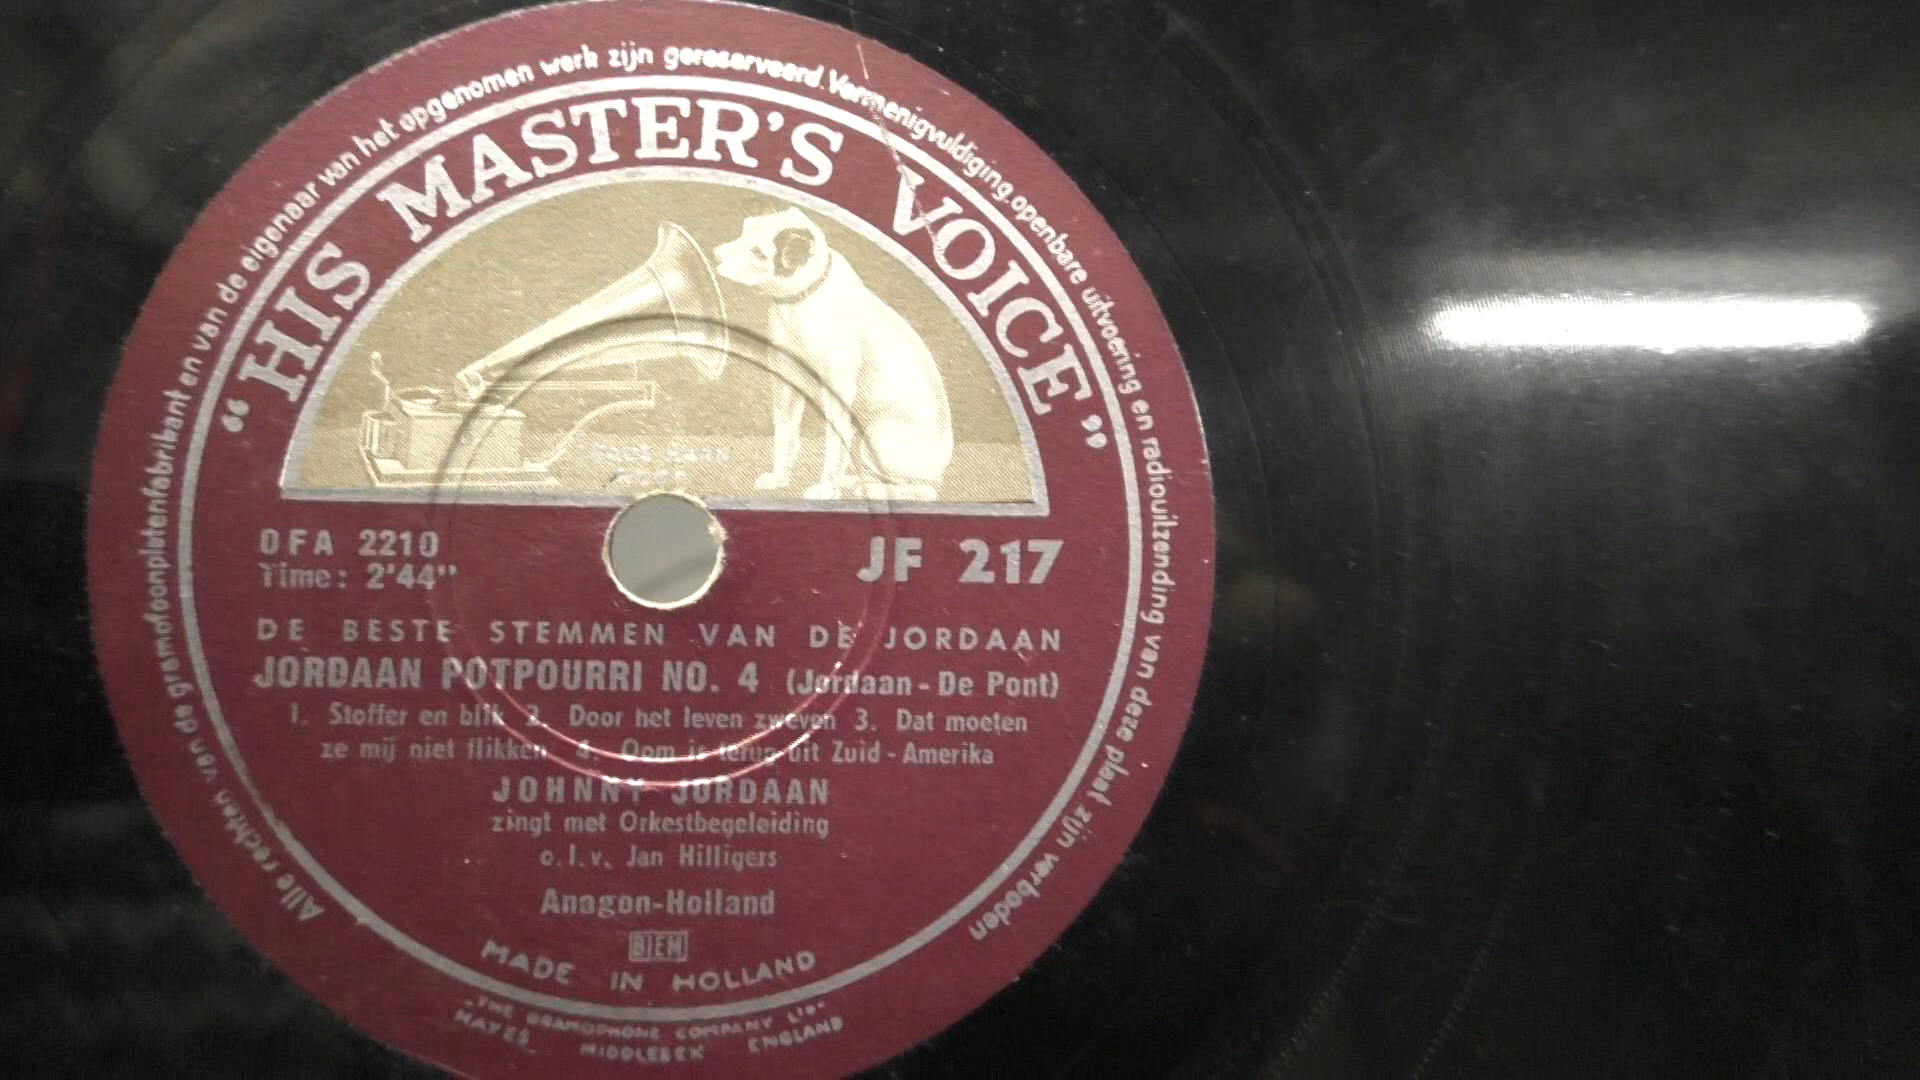 Alle rechten van de gramofoonplatenfabrikant en van de eigenaar van het opgenomen werk zijn gereserveerd. Vermenigvuldiging, openbare uitvoering en radiouitzending van deze plaat zijn verboden
“HIS MASTER'S VOICE”
OFA 2210
JF 217
Time: 2'44"
DE BESTE STEMMEN VAN DE JORDAAN
JORDAAN POTPOURRI NO. 4 (Jordaan - De Pont)
1. Stoffer en blik 2. Door het leven zweven 3. Dat moeten
ze mij niet flikken 4. Oom is terug uit Zuid - Amerika
JOHNNY JORDAAN
zingt met Orkestbegeleiding
o.l.v. Jan Hilligers
Anagon-Holland
BIEM
MADE IN HOLLAND
THE GRAMOPHONE COMPANY LTD.
HAYES MIDDLESEX ENGLAND